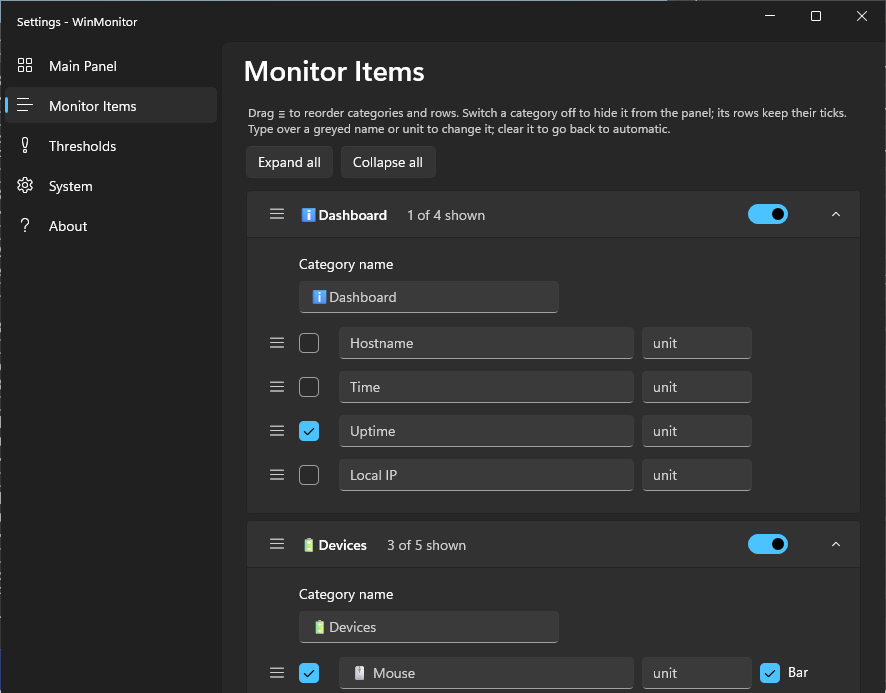 Settings - WinMonitor
Main Panel
Monitor Items
Thresholds
System
About
Monitor Items
Drag ≡ to reorder categories and rows. Switch a category off to hide it from the panel; its rows keep their ticks.
Type over a greyed name or unit to change it; clear it to go back to automatic.
Expand all Collapse all
ℹ️ Dashboard 1 of 4 shown
Category name
ℹ️ Dashboard
Hostname unit
Time unit
Uptime unit
Local IP unit
🔋 Devices 3 of 5 shown
Category name
🔋 Devices
🖱️ Mouse unit Bar